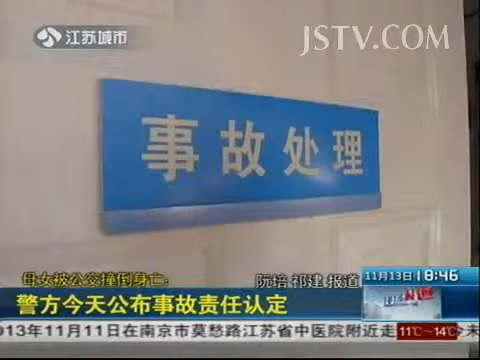 江苏城市
JSTV.COM
事故处理
母女被公交撞倒身亡
阮培 祁建 报道
11月13日 18:46
警方今天公布事故责任认定
013年11月11日在南京市莫愁路江苏省中医院附近走
11℃~14℃